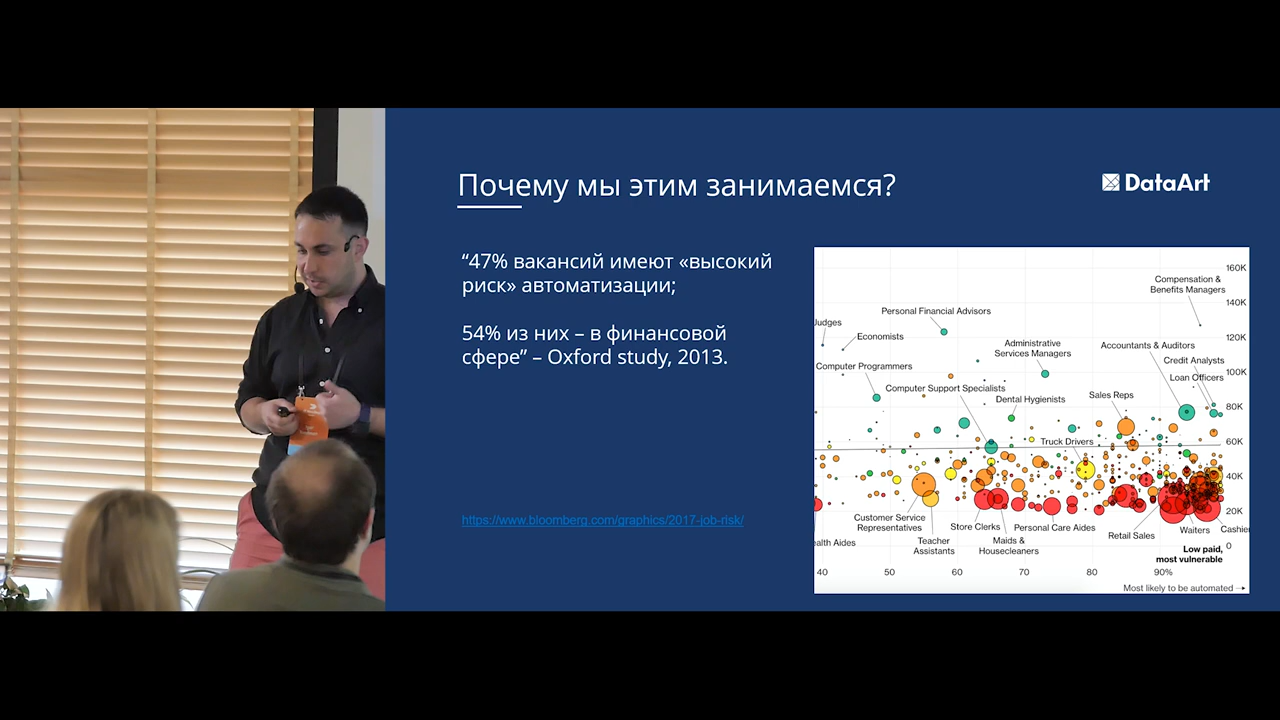 Почему мы этим занимаемся?
DataArt
“47% вакансий имеют «высокий
риск» автоматизации;
54% из них – в финансовой
сфере” – Oxford study, 2013.
https://www.bloomberg.com/graphics/2017-job-risk/
160K
Compensation &
Benefits Managers
140K
Personal Financial Advisors
Judges
Economists
120K
Administrative
Services Managers
Accountants & Auditors
Credit Analysts
Computer Programmers
100K
Loan Officers
Computer Support Specialists
Dental Hygienists
Sales Reps
80K
Truck Drivers
60K
40K
20K
Customer Service
Representatives
Store Clerks
Personal Care Aides
Retail Sales
Waiters
Cashier
ealth Aides
Teacher
Assistants
Maids &
Housecleaners
0
Low paid,
most vulnerable
40
50
60
70
80
90%
Most likely to be automated →